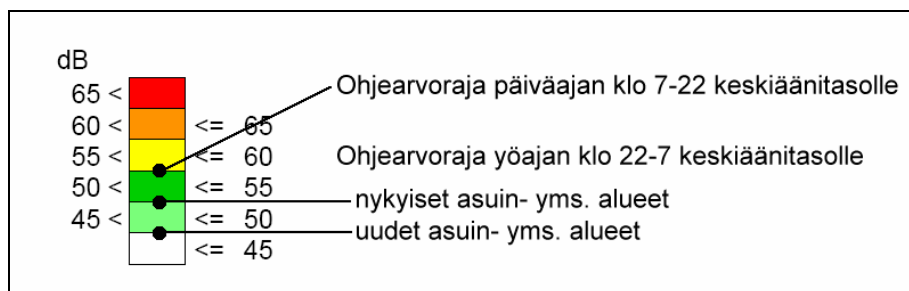 dB
65 <
Ohjearvoraja päiväajan klo 7-22 keskiäänitasolle
60 < <= 65
55 < <= 60 Ohjearvoraja yöajan klo 22-7 keskiäänitasolle
50 < <= 55 nykyiset asuin- yms. alueet
45 < <= 50 uudet asuin- yms. alueet
<= 45